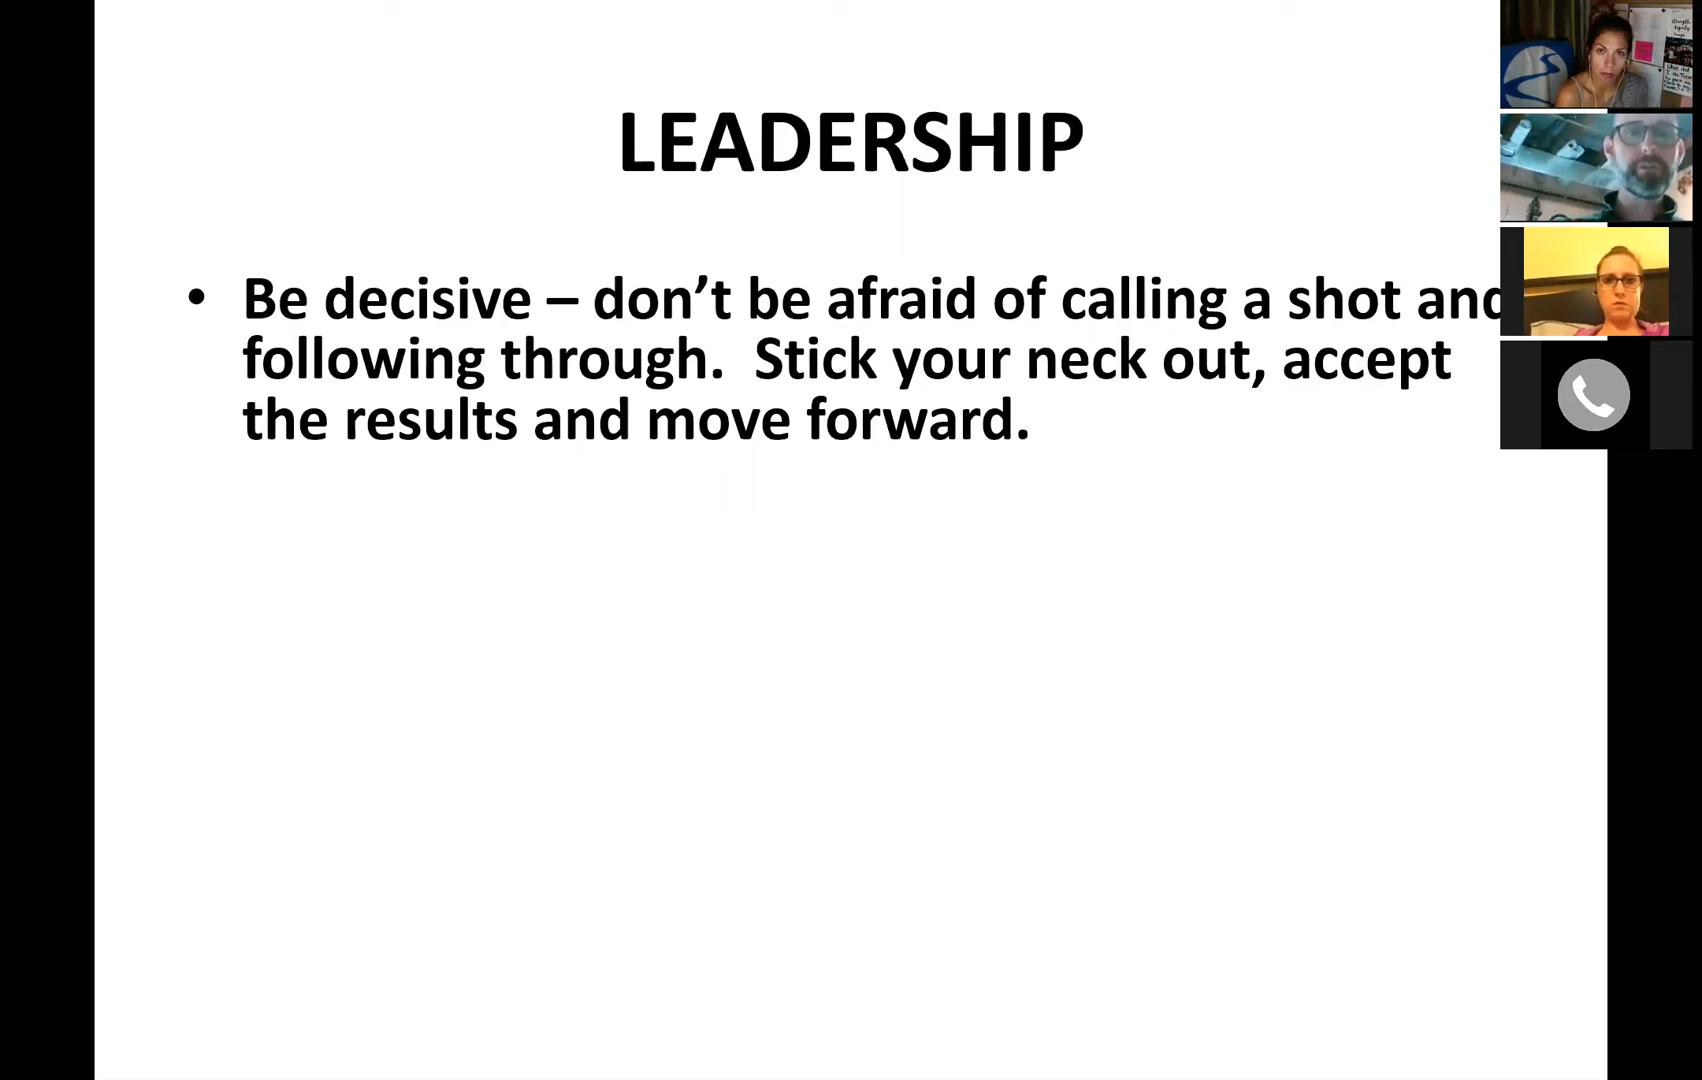 LEADERSHIP
• Be decisive – don’t be afraid of calling a shot and
following through.  Stick your neck out, accept
the results and move forward.